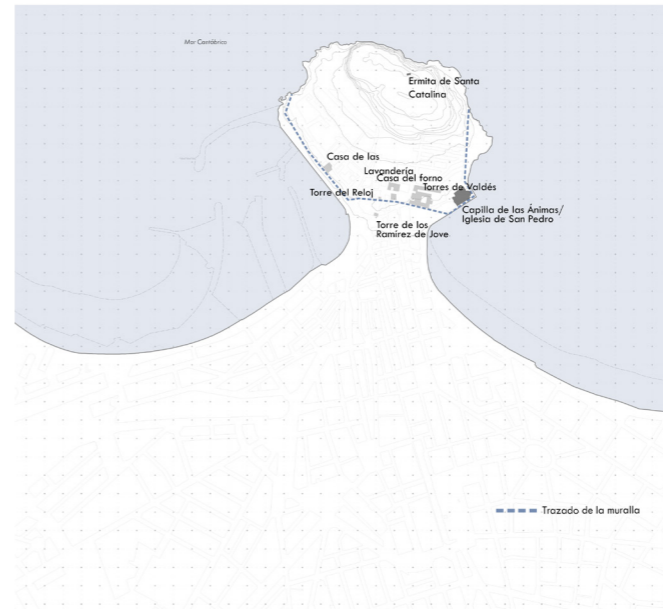 Mar Cantábrico
Ermita de Santa
Catalina
Casa de las
Lavandería
Casa del forno
Torre del Reloj
Torres de Valdés
Capilla de las Ánimas/
Iglesia de San Pedro
Torre de los
Ramírez de Jove
Trazado de la muralla